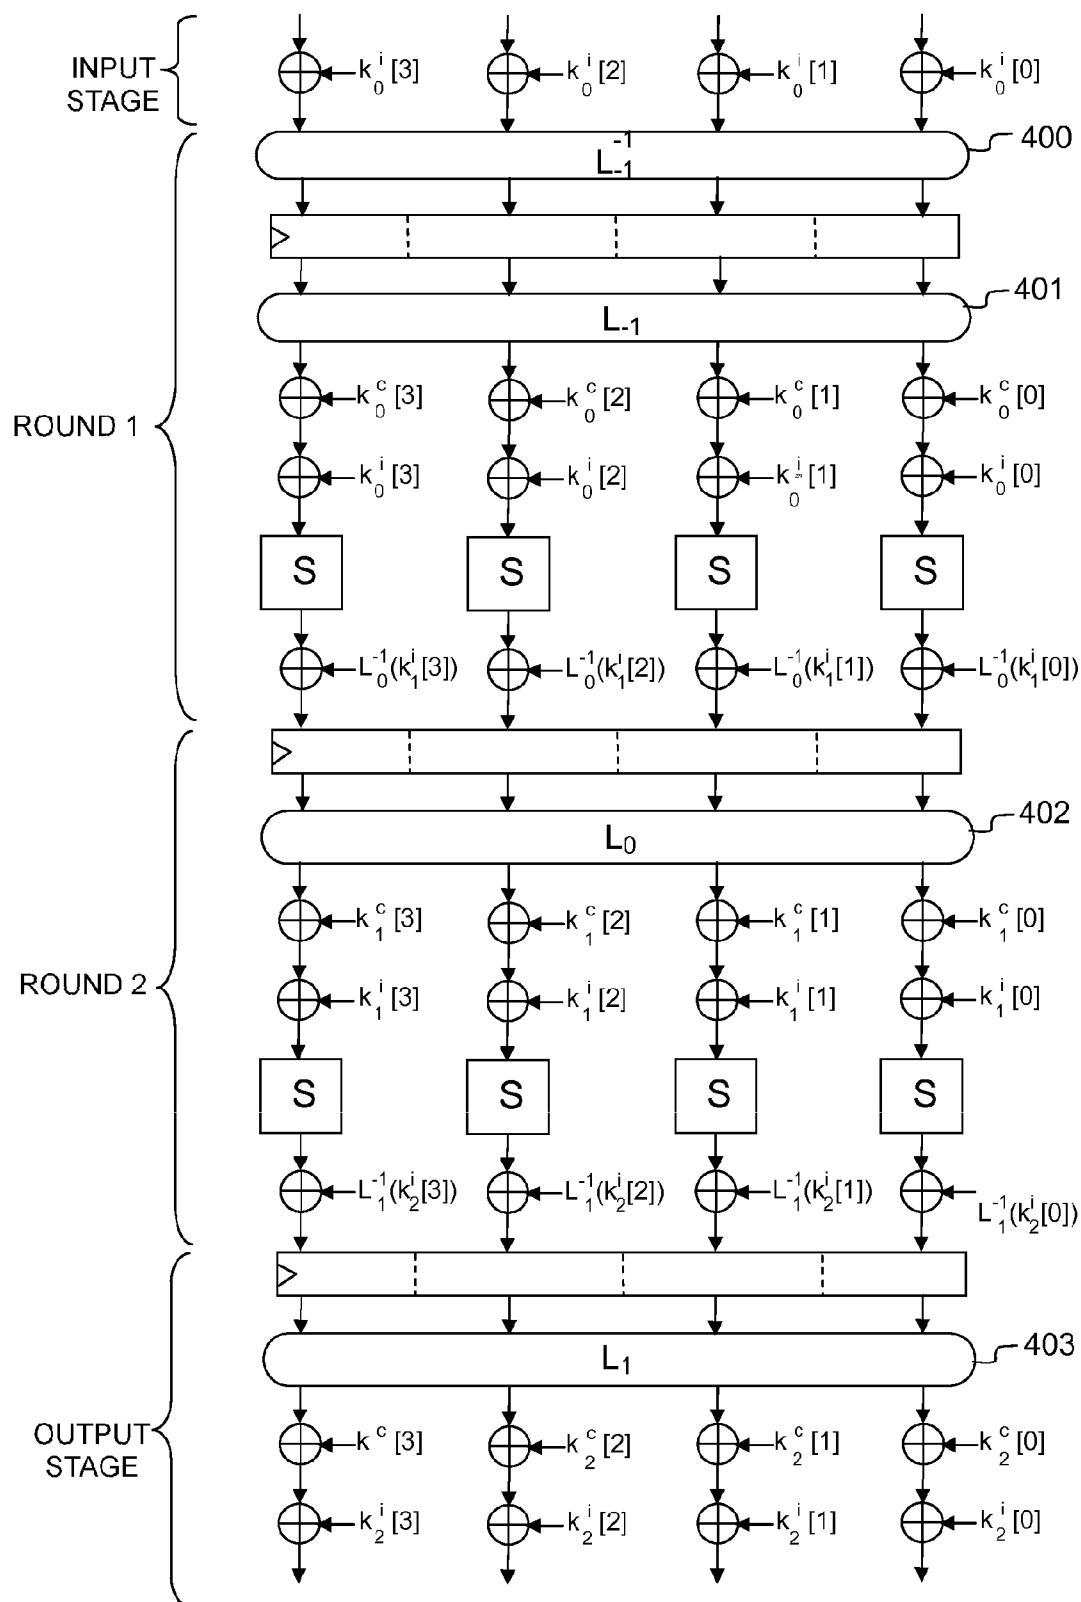 INPUT STAGE
k₀ⁱ[3] k₀ⁱ[2] k₀ⁱ[1] k₀ⁱ[0]
L₋₁⁻¹ 400
L₋₁ 401
ROUND 1
k₀ᶜ[3] k₀ᶜ[2] k₀ᶜ[1] k₀ᶜ[0]
k₀ⁱ[3] k₀ⁱ[2] k₀ⁱ[1] k₀ⁱ[0]
S S S S
L₀⁻¹(k₁ⁱ[3]) L₀⁻¹(k₁ⁱ[2]) L₀⁻¹(k₁ⁱ[1]) L₀⁻¹(k₁ⁱ[0])
L₀ 402
ROUND 2
k₁ᶜ[3] k₁ᶜ[2] k₁ᶜ[1] k₁ᶜ[0]
k₁ⁱ[3] k₁ⁱ[2] k₁ⁱ[1] k₁ⁱ[0]
S S S S
L₁⁻¹(k₂ⁱ[3]) L₁⁻¹(k₂ⁱ[2]) L₁⁻¹(k₂ⁱ[1]) L₁⁻¹(k₂ⁱ[0])
L₁ 403
OUTPUT STAGE
kᶜ[3] k₂ᶜ[2] k₂ᶜ[1] k₂ᶜ[0]
k₂ⁱ[3] k₂ⁱ[2] k₂ⁱ[1] k₂ⁱ[0]